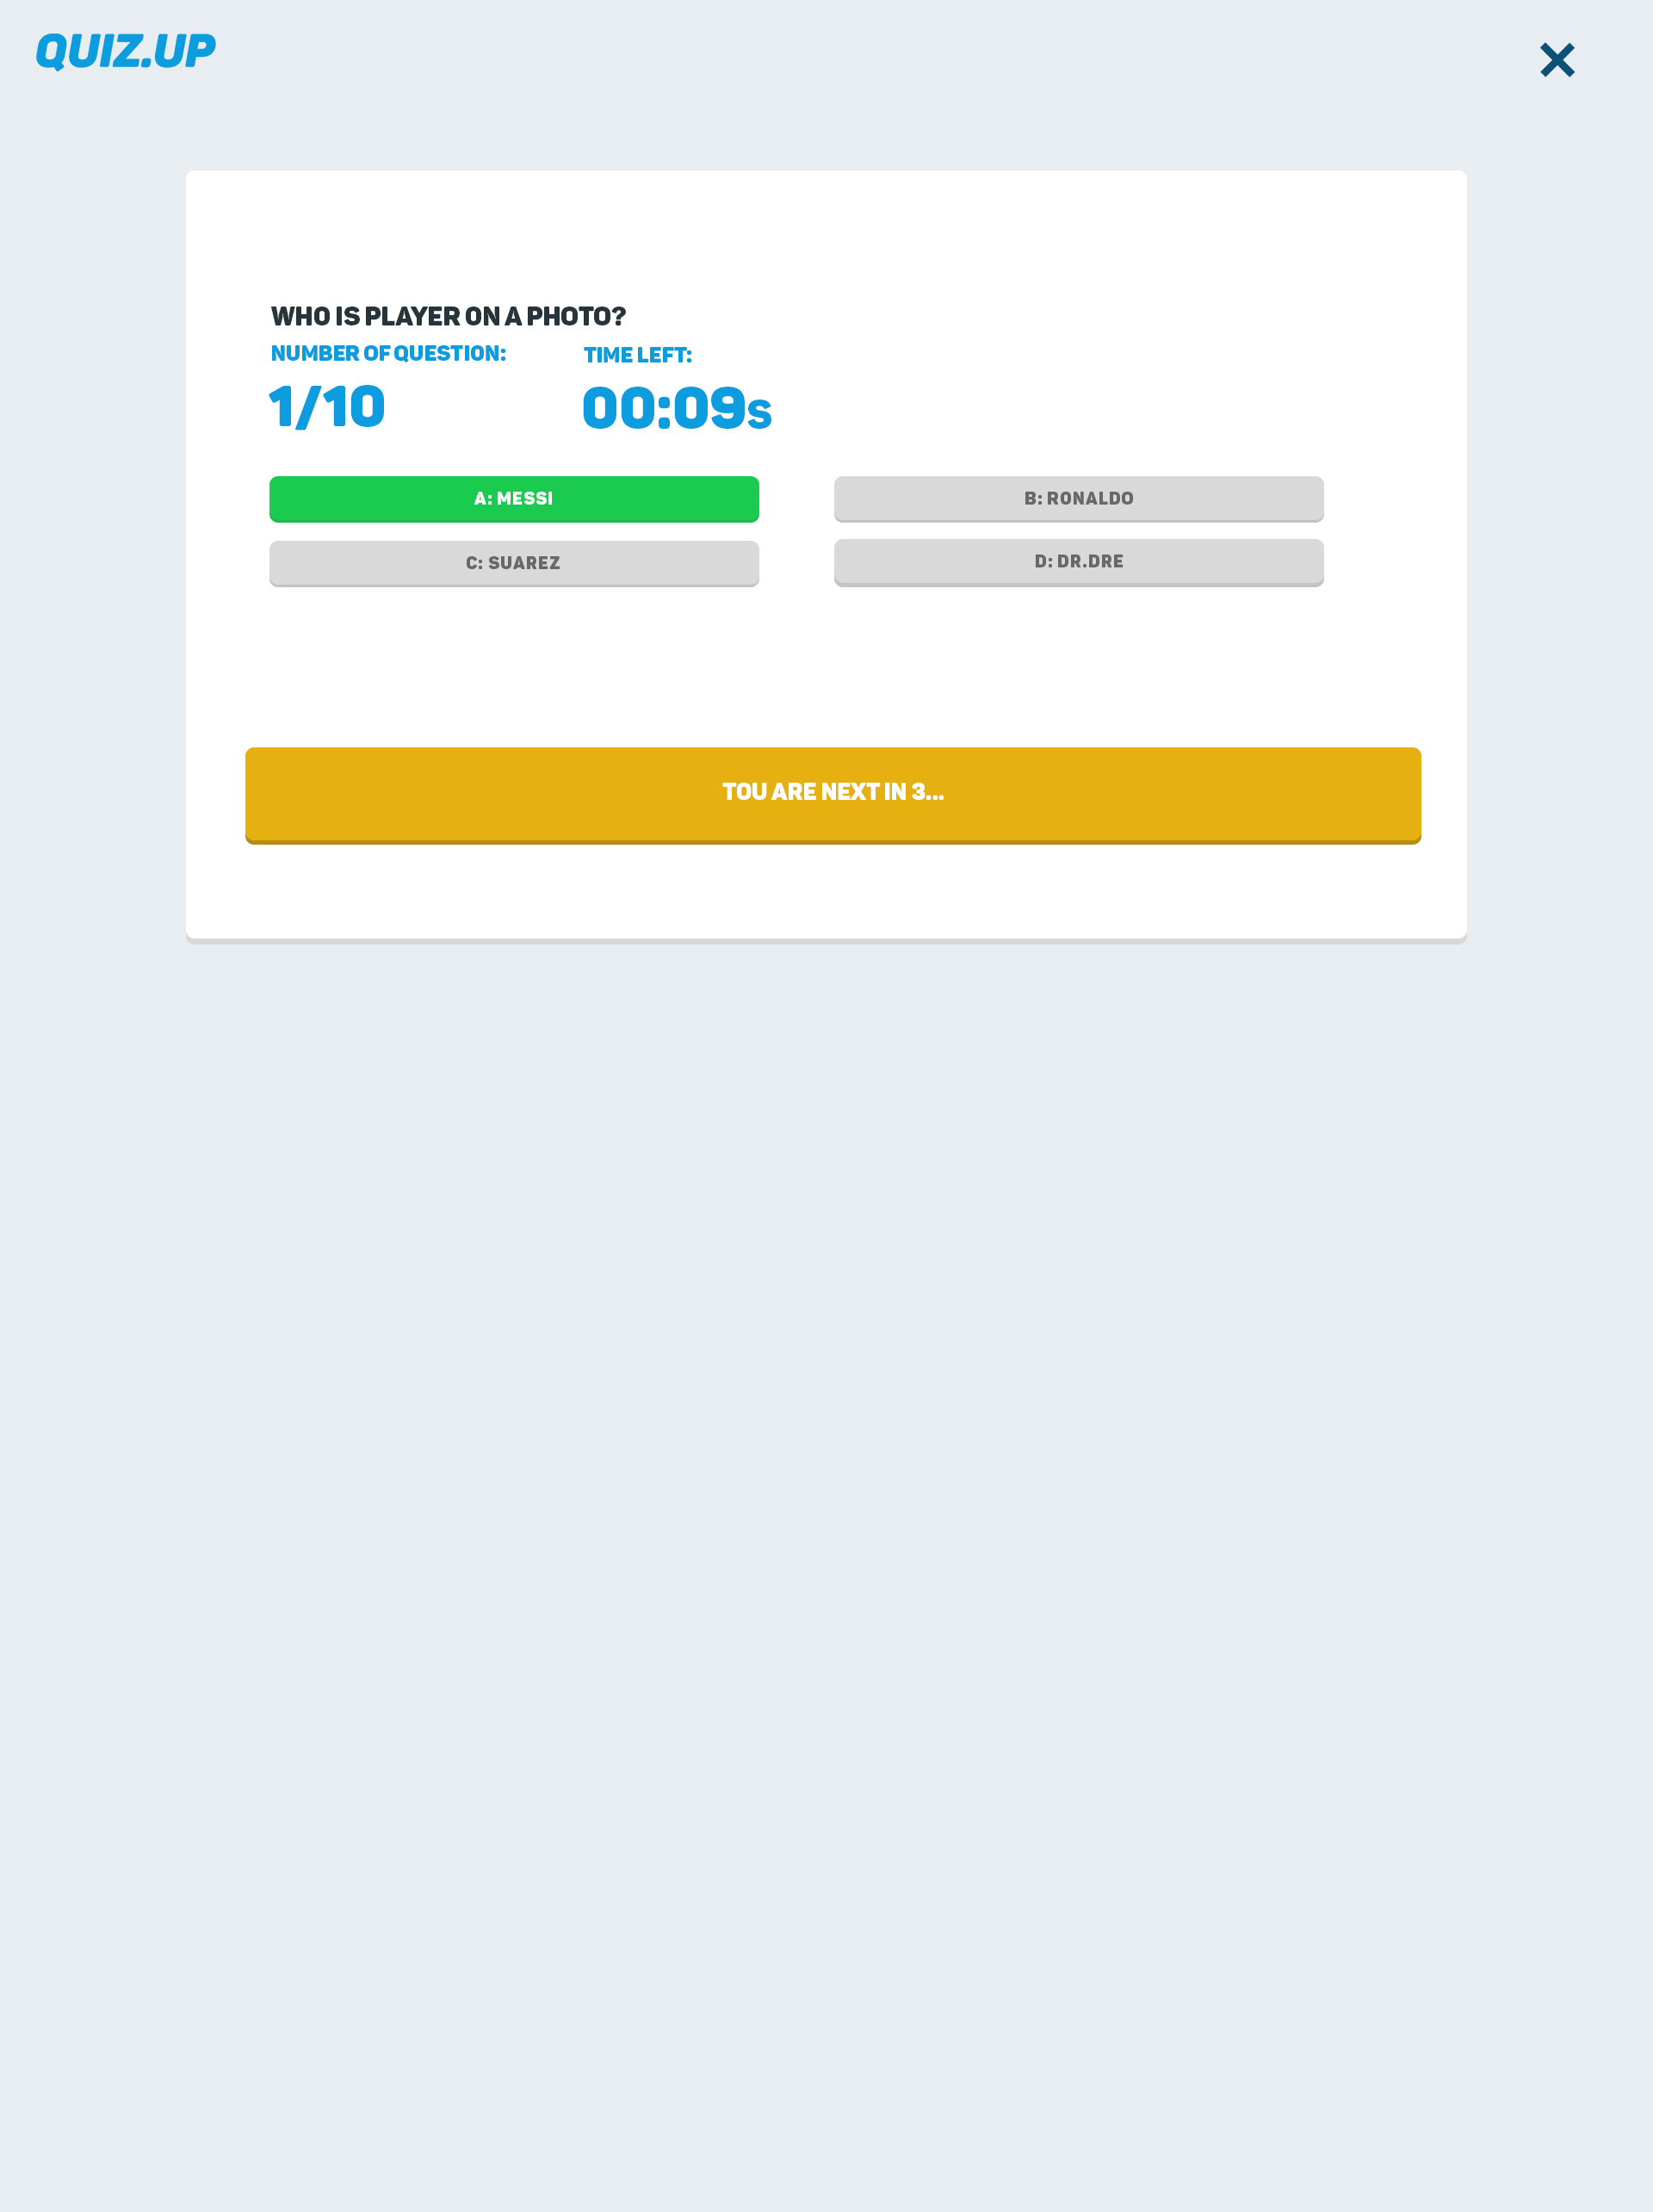 QUIZ.UP
WHO IS PLAYER ON A PHOTO?
NUMBER OF QUESTION:
TIME LEFT:
1/10
00:09s
A: MESSI
B: RONALDO
C: SUAREZ
D: DR.DRE
TOU ARE NEXT IN 3...